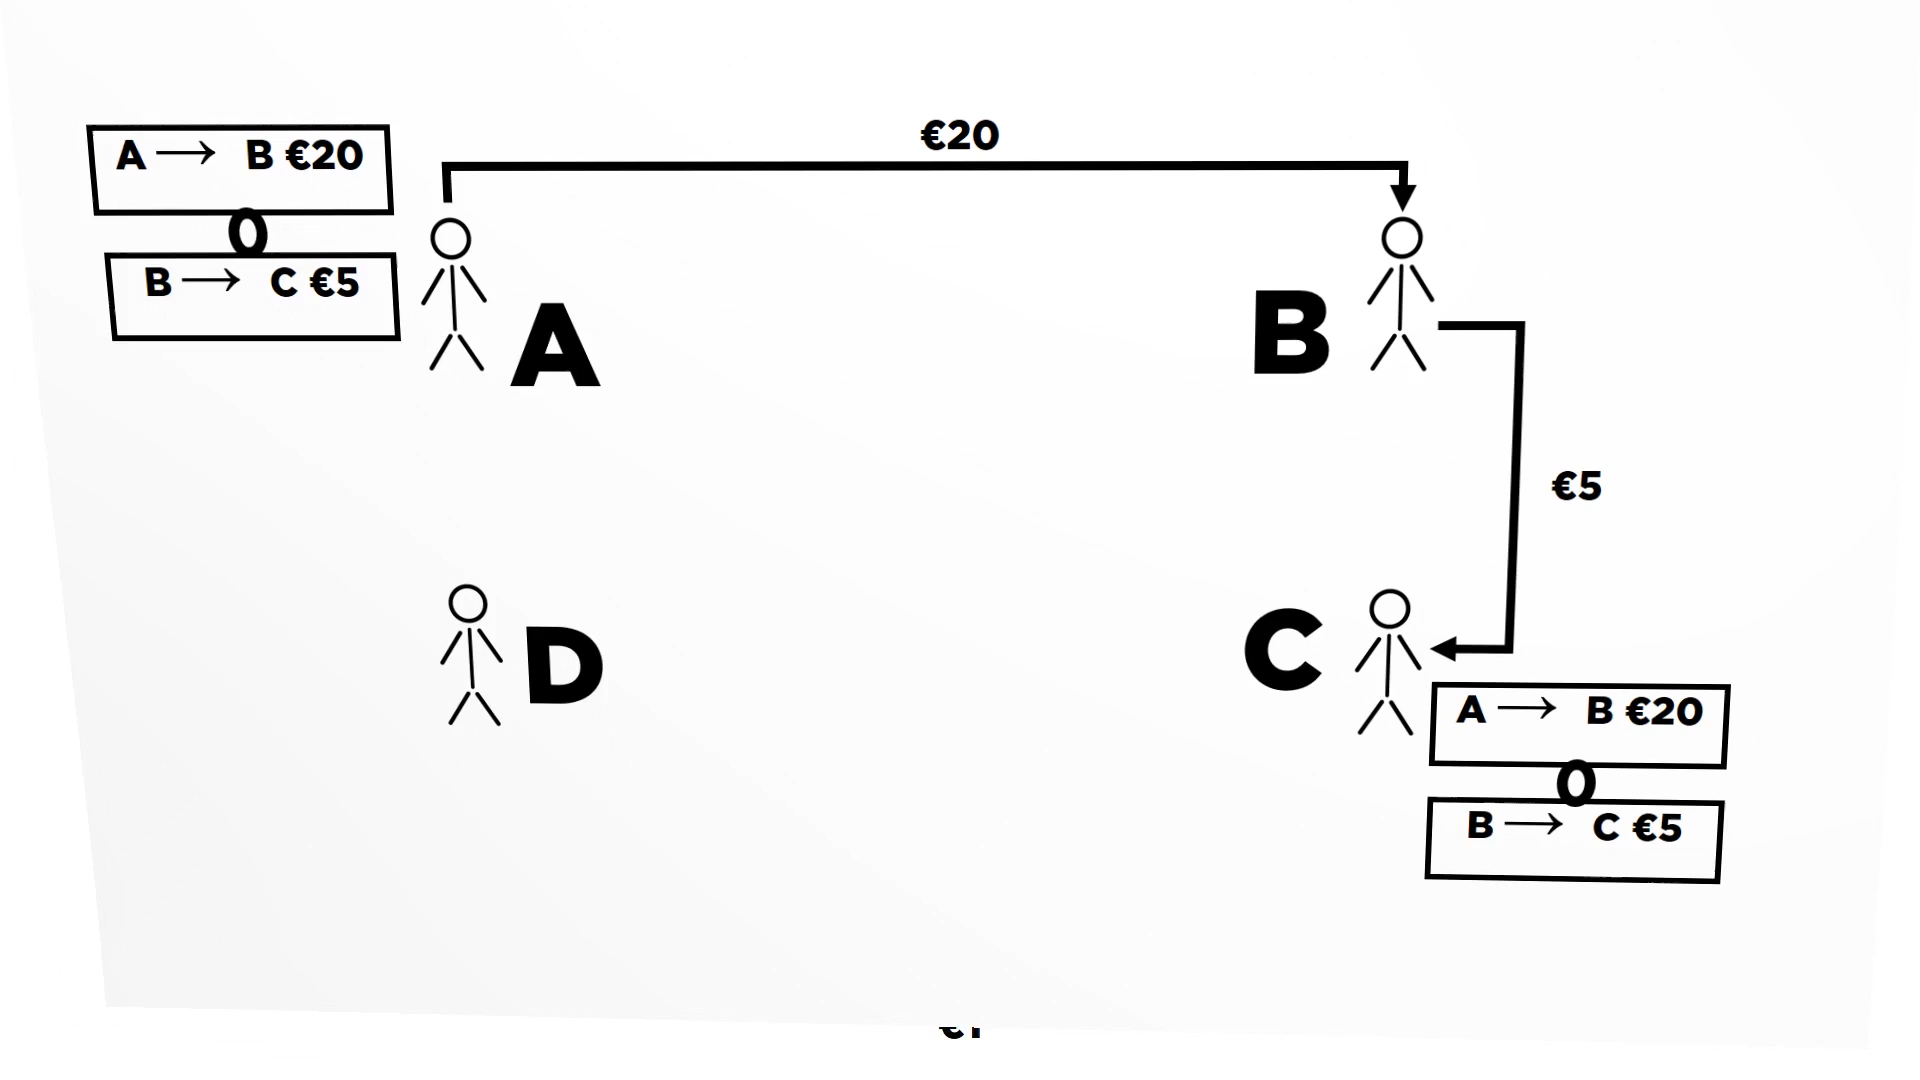 €20
A → B €20
B → C €5
A
B
€5
D
C
A → B €20
B → C €5